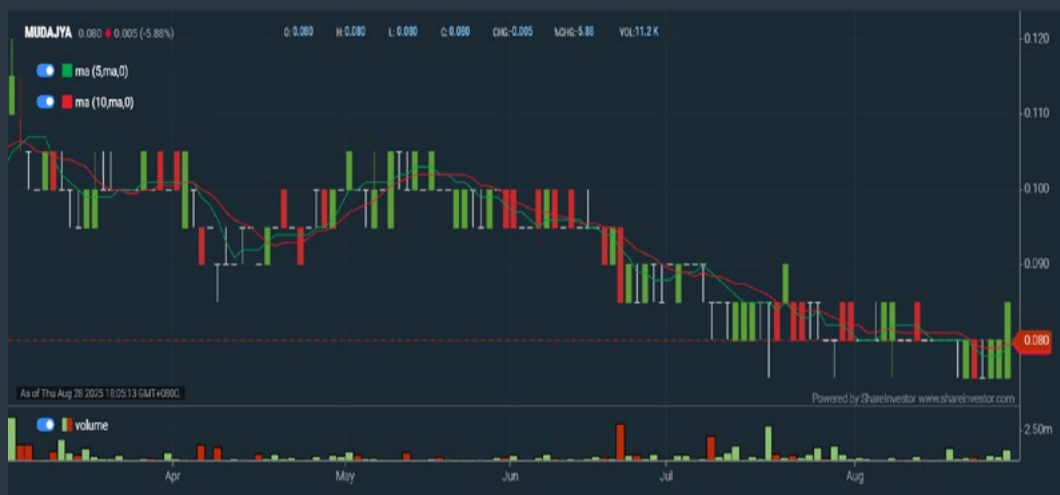 MUDAJYA 0.080 0.005 (-5.88%) O: 0.080 H: 0.080 L: 0.080 C: 0.080 CHG:-0.005 %CHG:-5.88 VOL:11.2 K
ma (5,ma,0)
ma (10,ma,0)
0.120
0.110
0.100
0.090
0.080
As of Thu Aug 28 2025 18:05:13 GMT+0800.
Powered by ShareInvestor www.shareinvestor.com
volume
2.50m
Apr May Jun Jul Aug